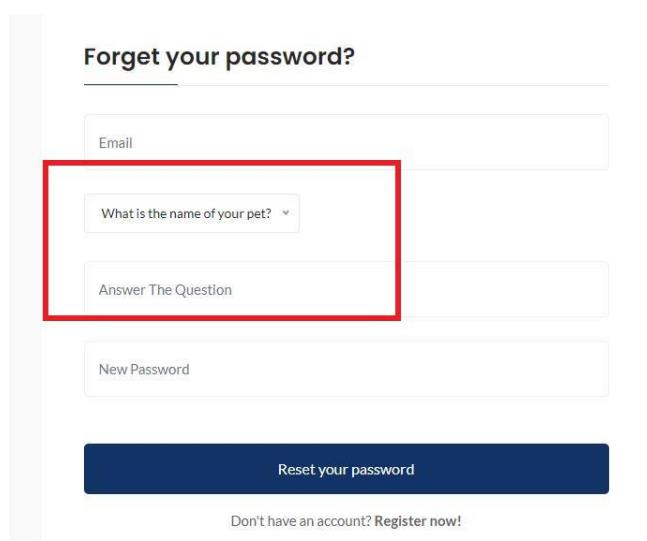 Forget your password?
Email
What is the name of your pet?
Answer The Question
New Password
Reset your password
Don't have an account? Register now!